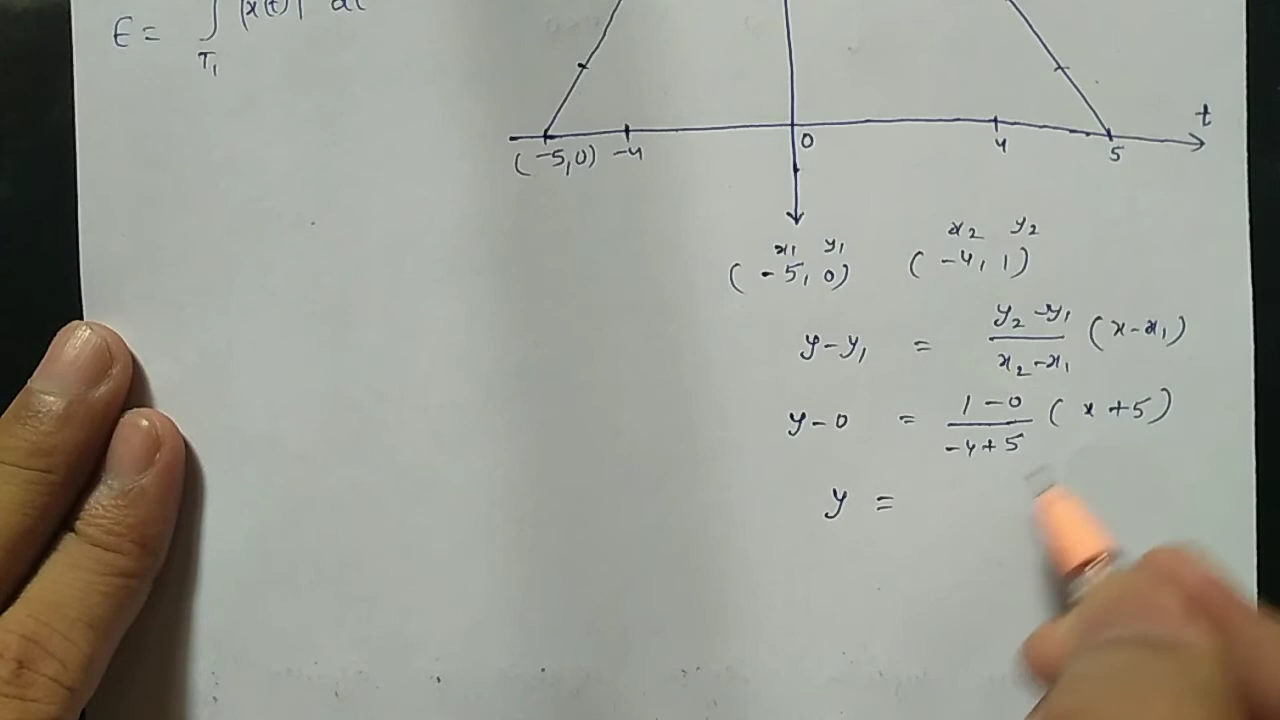 E = ∫ |x(t)| dt
T₁
t
(-5,0) -4 0 4 5
x₁ y₁ x₂ y₂
(-5, 0) (-4, 1)
y-y₁ = y₂-y₁ / x₂-x₁ (x-x₁)
y-0 = 1-0 / -4+5 (x+5)
y =